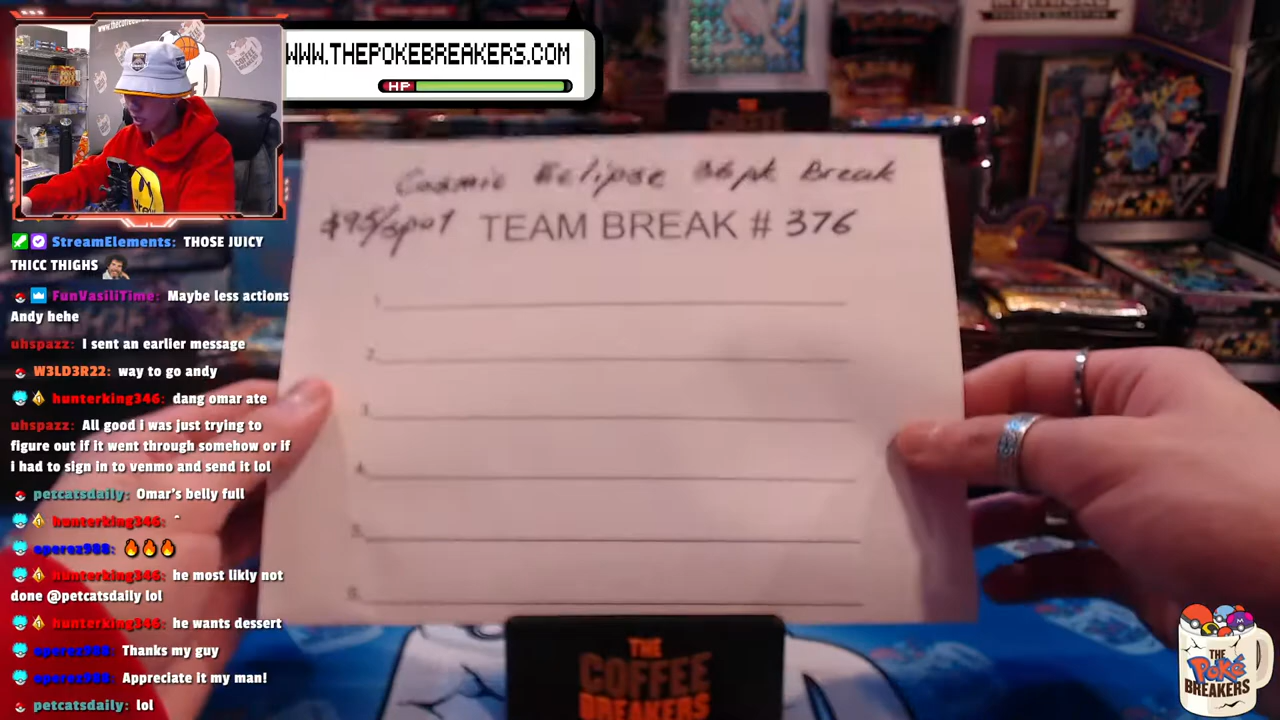 WWW.THEPOKEBREAKERS.COM
HP
StreamElements: THOSE JUICY
THICC THIGHS
FunVasiliTime: Maybe less actions
Andy hehe
uhspazz: I sent an earlier message
W3LD3R22: way to go andy
hunterking346: dang omar ate
uhspazz: All good i was just trying to
figure out if it went through somehow or if
i had to sign in to venmo and send it lol
petcatsdaily: Omar's belly full
hunterking346: ^
operez988: 🔥🔥🔥
hunterking346: he most likly not
done @petcatsdaily lol
hunterking346: he wants dessert
operez988: Thanks my guy
operez988: Appreciate it my man!
petcatsdaily: lol
Cosmic Eclipse 36pk Break
$95/spot TEAM BREAK # 376
1.
2.
3.
4.
5.
6.
THE
COFFEE
BREAKERS
THE
Poké
BREAKERS